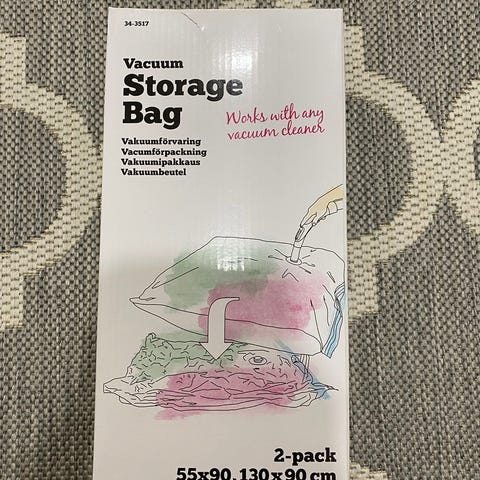 34-3517
Vacuum
Storage
Bag
Works with any
vacuum cleaner
Vakuumförvaring
Vacumförpackning
Vakuumipakkaus
Vakuumbeutel
2-pack
55x90, 130x90 cm